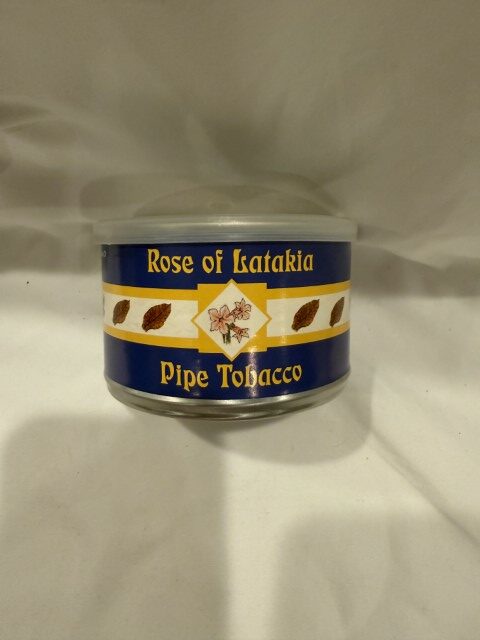 Rose of Latakia
Pipe Tobacco